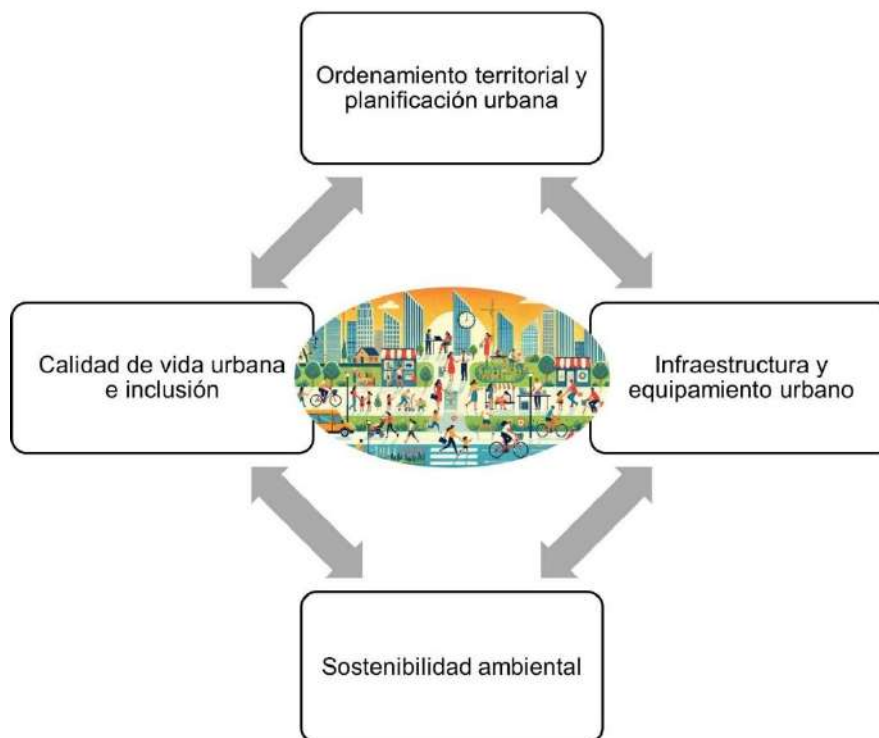 Ordenamiento territorial y
planificación urbana
Calidad de vida urbana
e inclusión
Infraestructura y
equipamiento urbano
Sostenibilidad ambiental